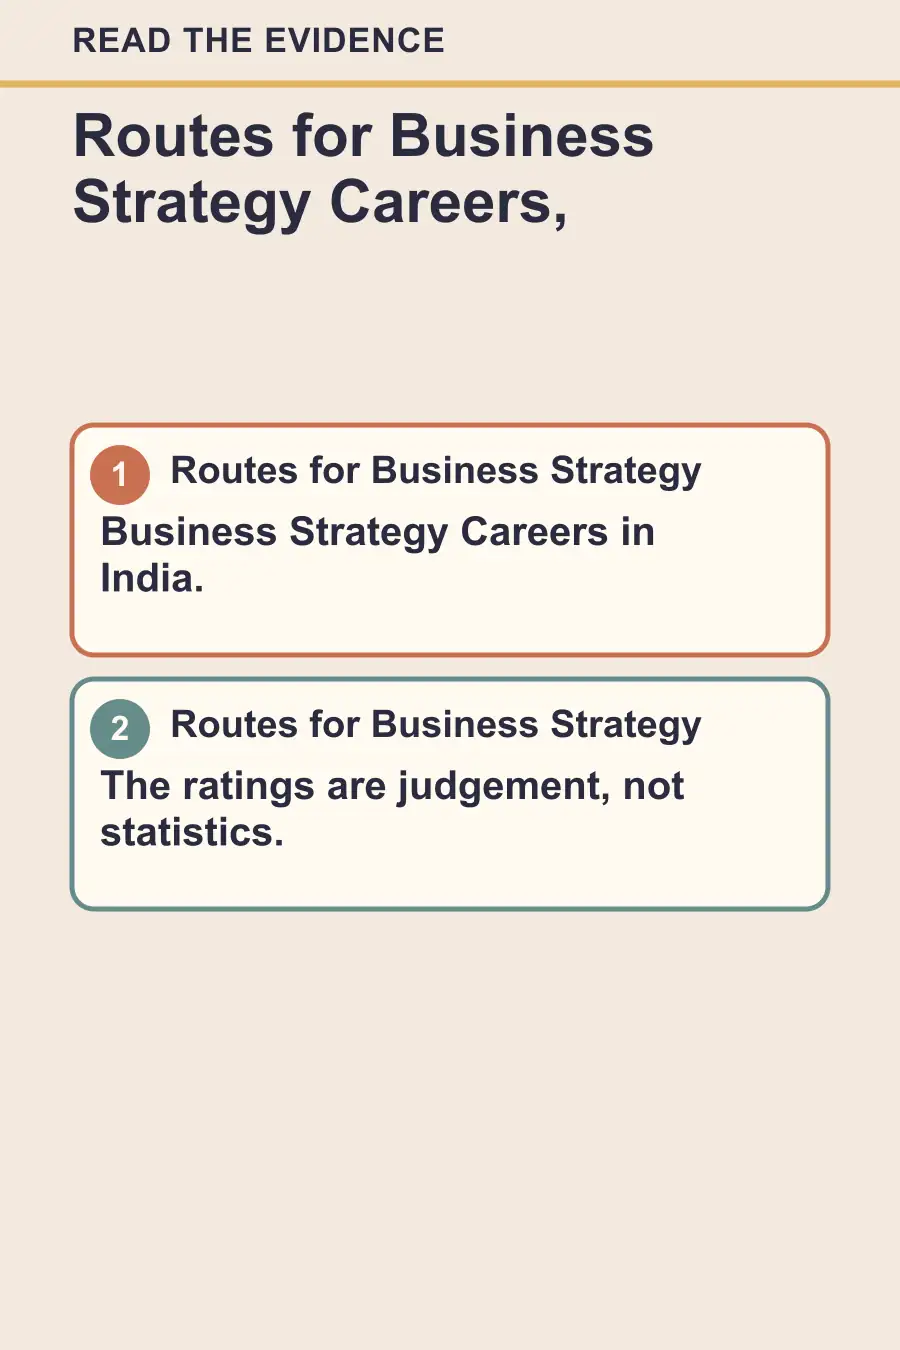 READ THE EVIDENCE
Routes for Business
Strategy Careers,
1 Routes for Business Strategy
Business Strategy Careers in
India.
2 Routes for Business Strategy
The ratings are judgement, not
statistics.